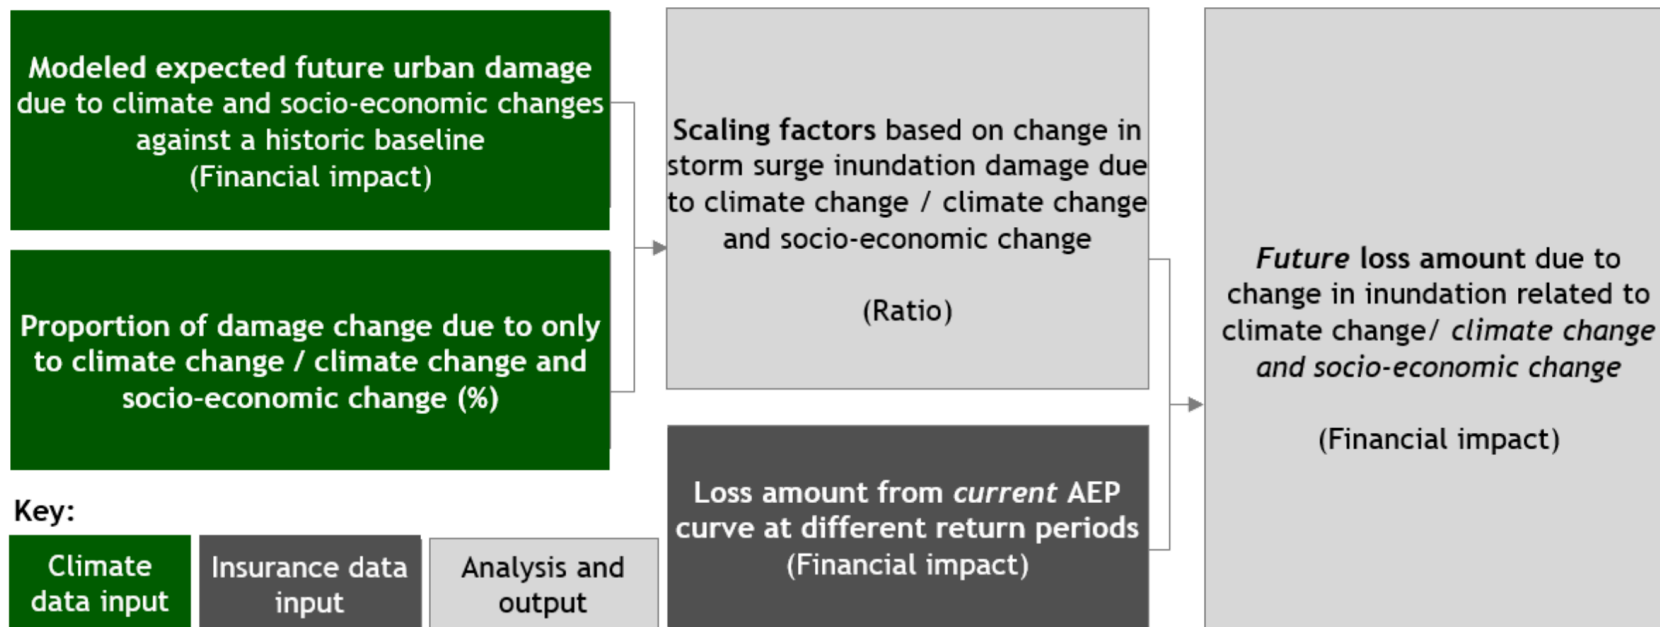 Modeled expected future urban damage
due to climate and socio-economic changes
against a historic baseline
(Financial impact)
Proportion of damage change due to only
to climate change / climate change and
socio-economic change (%)
Scaling factors based on change in
storm surge inundation damage due
to climate change / climate change
and socio-economic change
(Ratio)
Loss amount from current AEP
curve at different return periods
(Financial impact)
Future loss amount due to
change in inundation related to
climate change/ climate change
and socio-economic change
(Financial impact)
Key:
Climate
data input
Insurance data
input
Analysis and
output